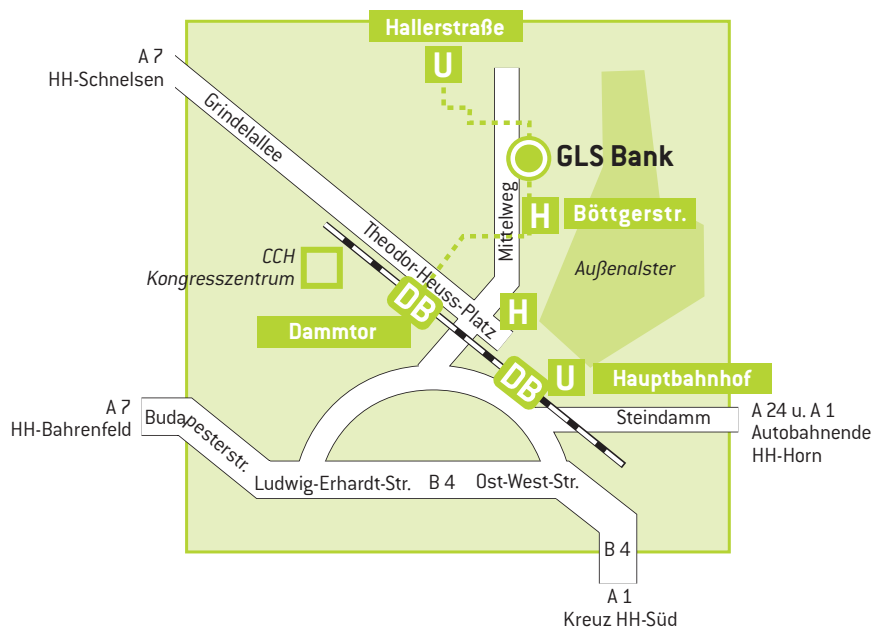 Hallerstraße
U
A 7
HH-Schnelsen
Grindelallee
GLS Bank
Mittelweg
H
Böttgerstr.
Theodor-Heuss-Platz
CCH
Kongresszentrum
Außenalster
DB
H
Dammtor
DB
U
Hauptbahnhof
A 7
HH-Bahrenfeld
Budapesterstr.
Steindamm
A 24 u. A 1
Autobahnende
HH-Horn
Ludwig-Erhardt-Str.
B 4
Ost-West-Str.
B 4
A 1
Kreuz HH-Süd